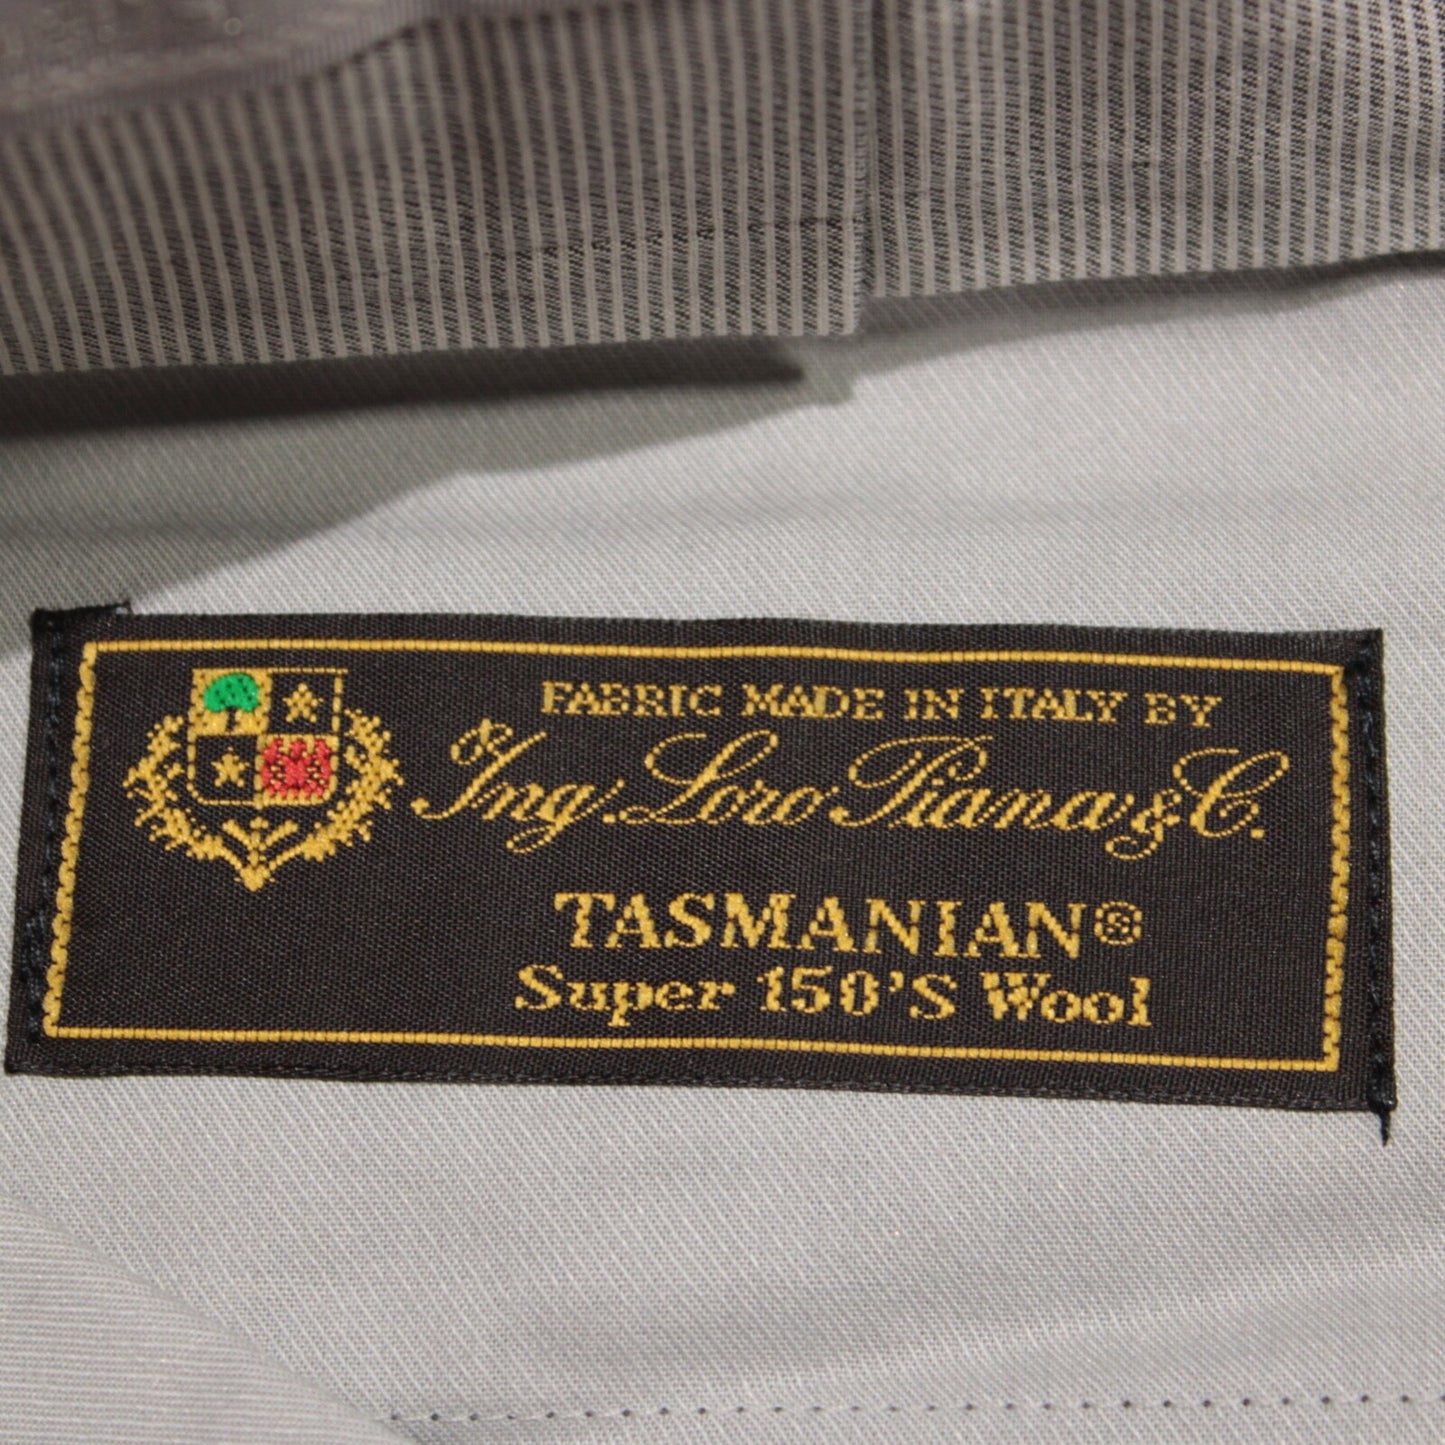 FABRIC MADE IN ITALY BY
Ing. Loro Piana & C.
TASMANIAN®
Super 150'S Wool